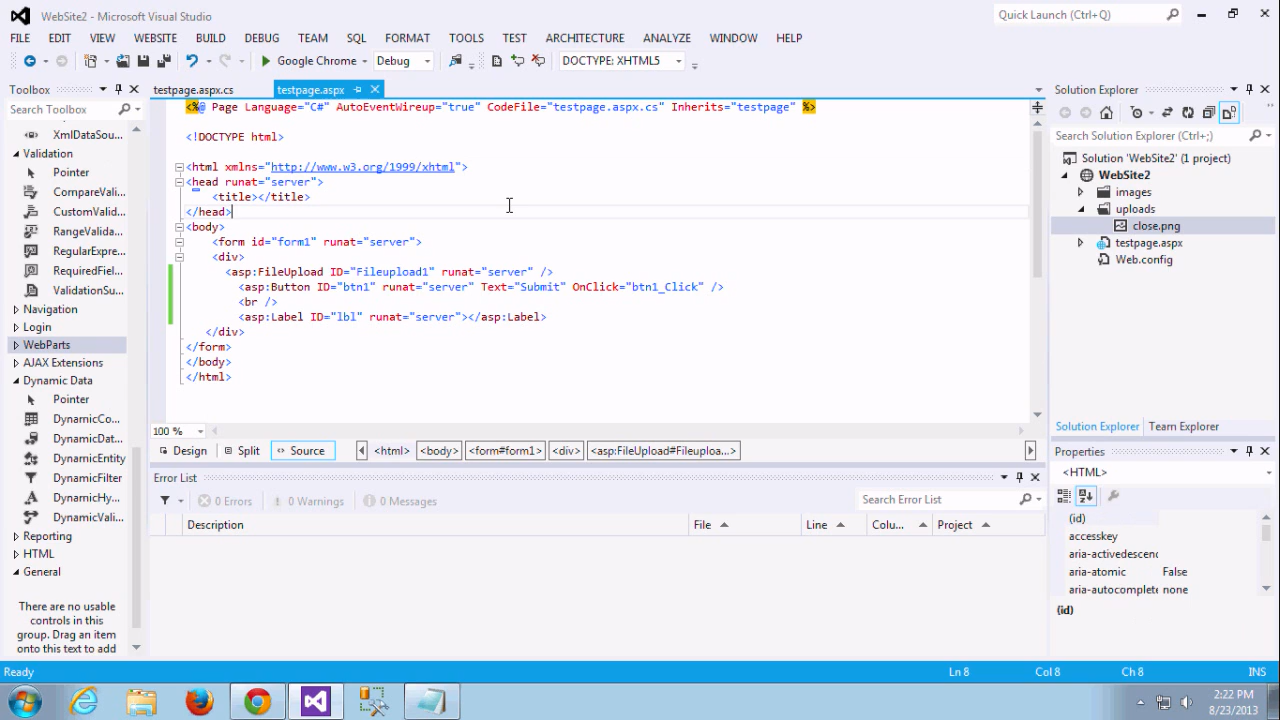 WebSite2 - Microsoft Visual Studio
Quick Launch (Ctrl+Q)
FILE EDIT VIEW WEBSITE BUILD DEBUG TEAM SQL FORMAT TOOLS TEST ARCHITECTURE ANALYZE WINDOW HELP
Google Chrome Debug DOCTYPE: XHTML5
Toolbox
Search Toolbox
XmlDataSou...
Validation
Pointer
CompareVali...
CustomValid...
RangeValida...
RegularExpre...
RequiredFiel...
ValidationSu...
Navigation
Login
WebParts
AJAX Extensions
Dynamic Data
Pointer
DynamicCo...
DynamicDat...
DynamicEntity
DynamicFilter
DynamicHy...
DynamicVali...
Reporting
HTML
General
There are no usable
controls in this
group. Drag an item
onto this text to add
testpage.aspx.cs testpage.aspx
<%@ Page Language="C#" AutoEventWireup="true" CodeFile="testpage.aspx.cs" Inherits="testpage" %>
<!DOCTYPE html>
<html xmlns="http://www.w3.org/1999/xhtml">
<head runat="server">
<title></title>
</head>
<body>
<form id="form1" runat="server">
<div>
<asp:FileUpload ID="Fileupload1" runat="server" />
<asp:Button ID="btn1" runat="server" Text="Submit" OnClick="btn1_Click" />
<br />
<asp:Label ID="lbl" runat="server"></asp:Label>
</div>
</form>
</body>
</html>
100 %
Design Split Source <html> <body> <form#form1> <div> <asp:FileUpload#Fileuploa...>
Error List
0 Errors 0 Warnings 0 Messages Search Error List
Description File Line Colu... Project
Solution Explorer
Search Solution Explorer (Ctrl+;)
Solution 'WebSite2' (1 project)
WebSite2
images
uploads
close.png
testpage.aspx
Web.config
Solution Explorer Team Explorer
Properties
<HTML>
(id)
accesskey
aria-activedescenc
aria-atomic False
aria-autocomplete none
(id)
Ready Ln 8 Col 8 Ch 8 INS
2:22 PM
8/23/2013